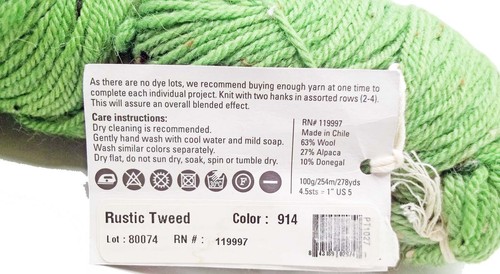 As there are no dye lots, we recommend buying enough yarn at one time to
complete each individual project. Knit with two hanks in assorted rows (2-4).
This will assure an overall blended effect.
Care instructions:
Dry cleaning is recommended.
Gently hand wash with cool water and mild soap.
Wash similar colors separately.
Dry flat, do not sun dry, soak, spin or tumble dry.
RN# 119997
Made in Chile
63% Wool
27% Alpaca
10% Donegal
100g/254m/278yds
4.5sts = 1" US 5
P
Rustic Tweed Color : 914
Lot : 80074 RN # : 119997